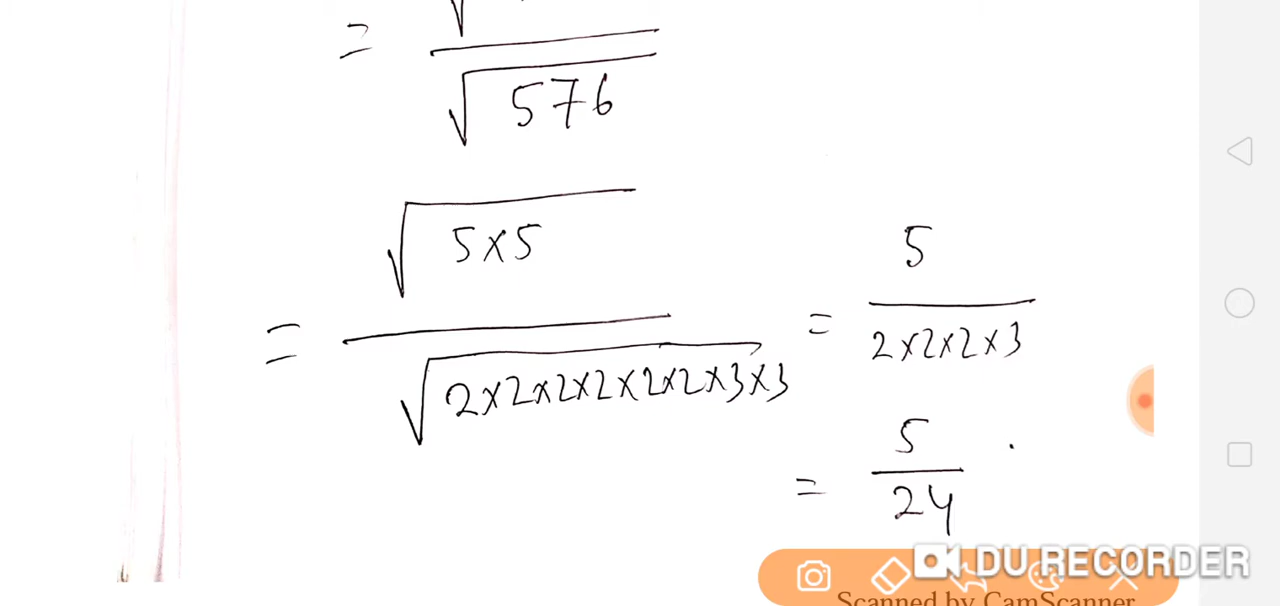 = √
√576
= √5×5 / √2×2×2×2×2×2×3×3 = 5 / 2×2×2×3
= 5 / 24
DU RECORDER
Scanned by CamScanner